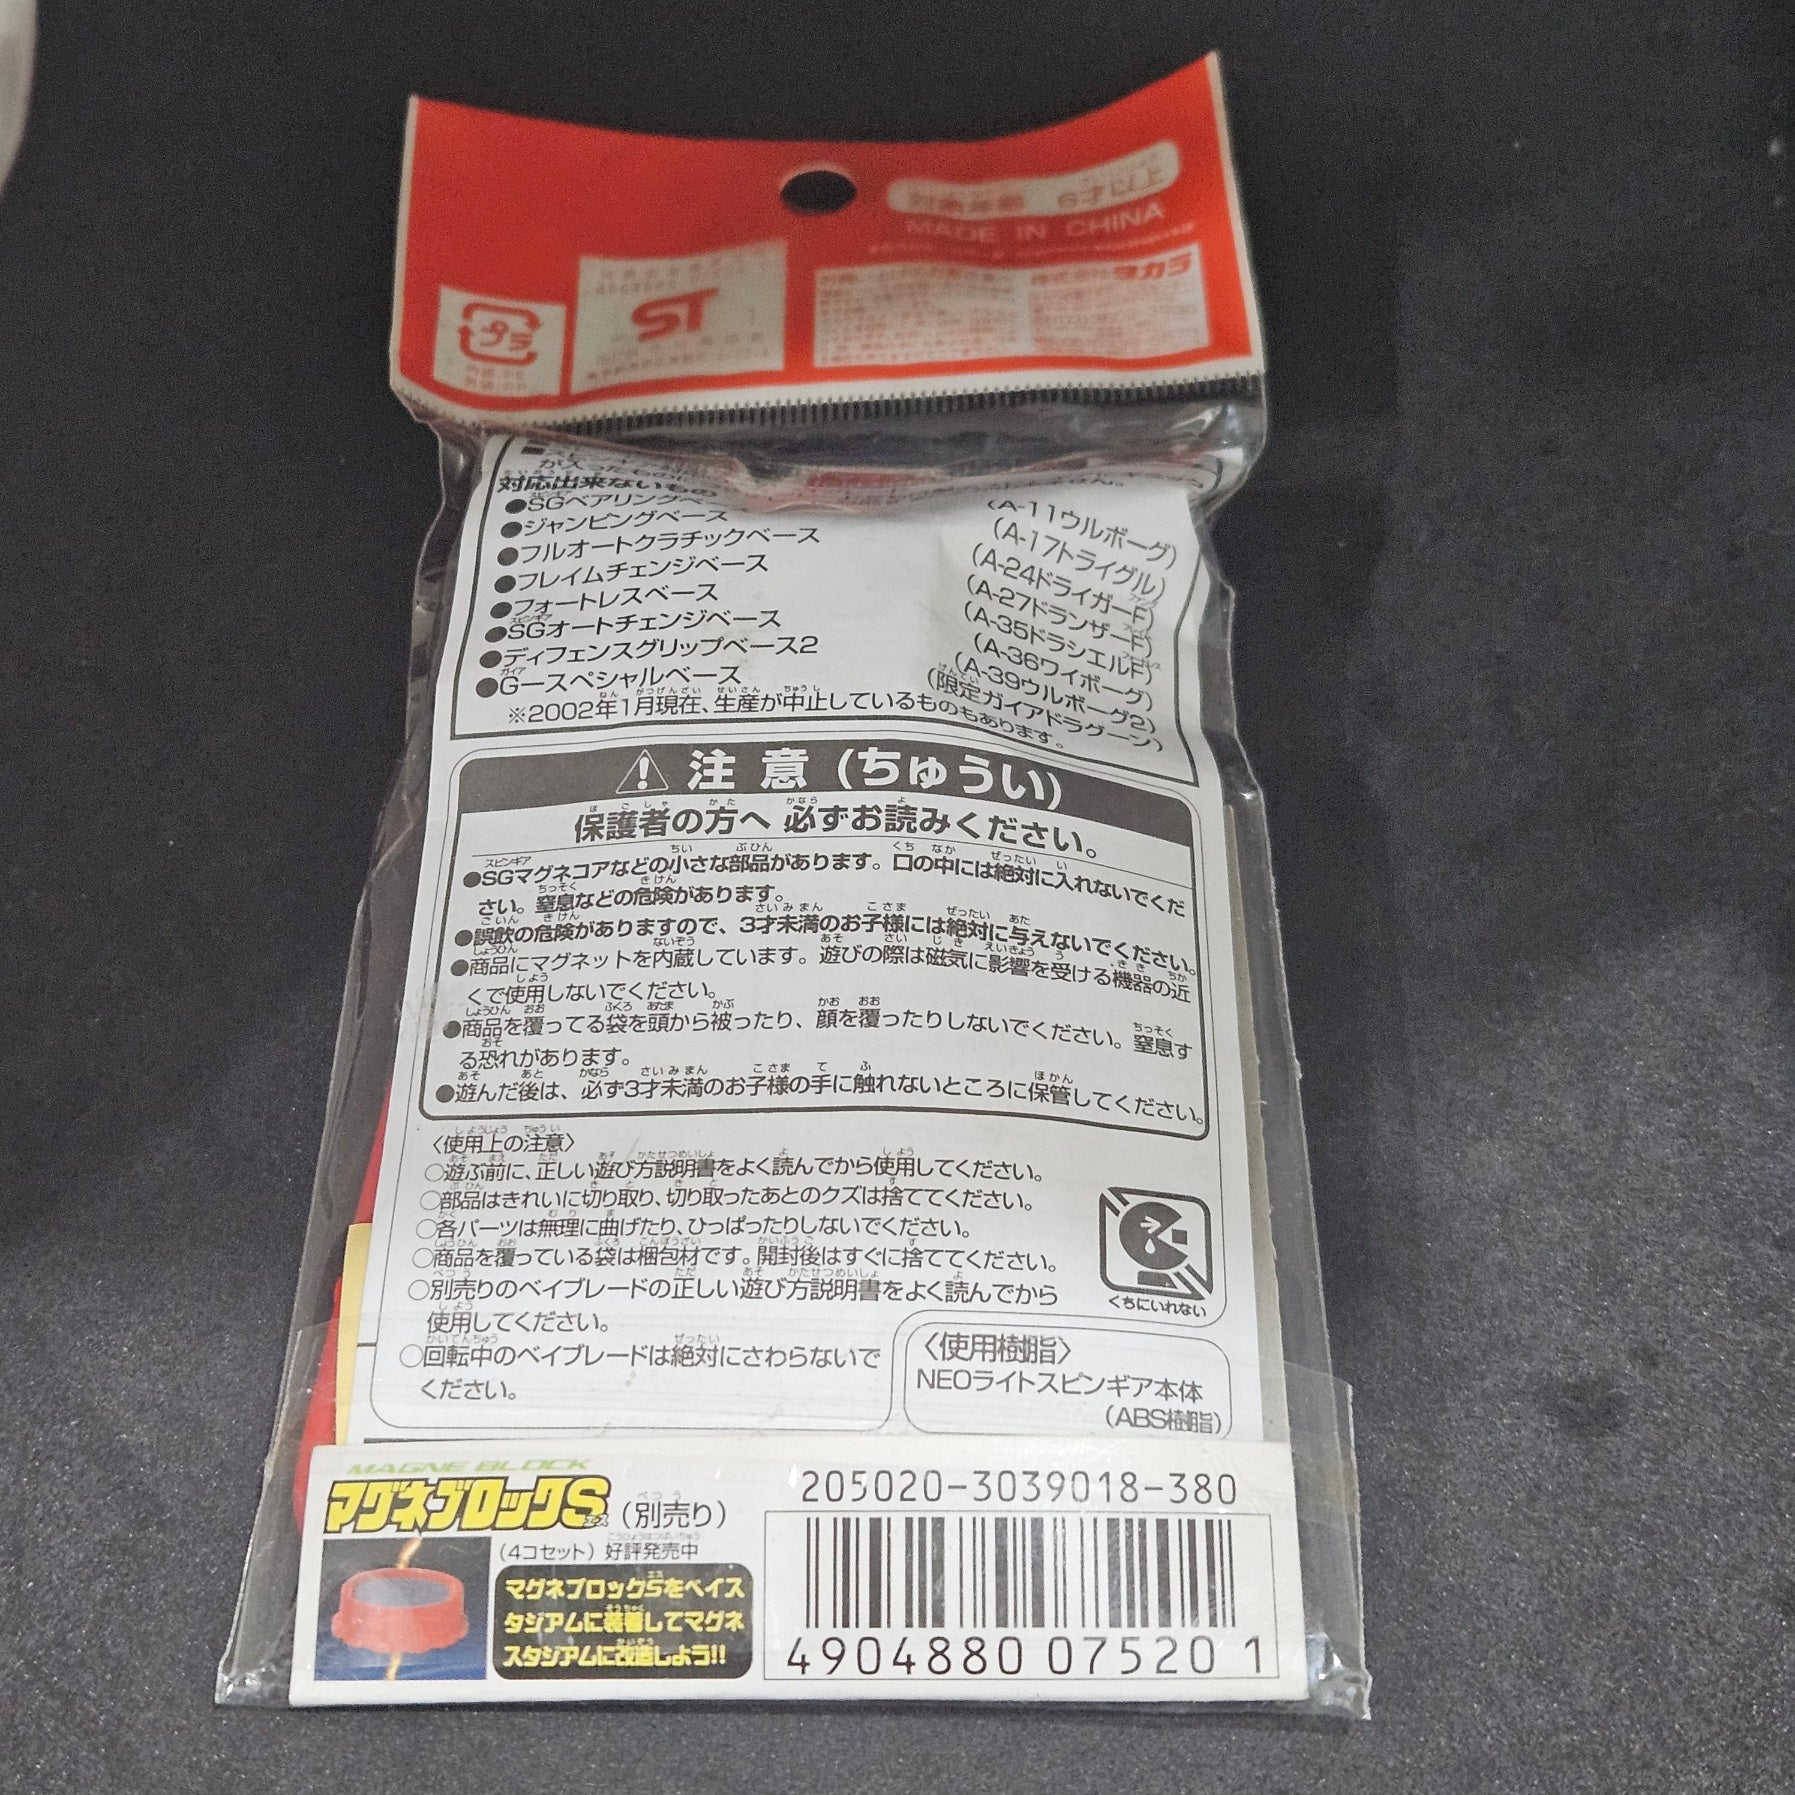 対象年齢 6才以上
MADE IN CHINA
プラ
ST
株式会社タカラ
対応出来ないもの
●SGベアリングベース (A-11ウルボーグ)
●ジャンピングベース (A-17トライグル)
●フルオートクラチックベース (A-24ドライガーF)
●フレイムチェンジベース (A-27ドランザーF)
●フォートレスベース (A-35ドラシエルF)
●SGオートチェンジベース (A-36ワイボーグ)
●ディフェンスグリップベース2 (A-39ウルボーグ2)
●G-スペシャルベース (限定ガイアドラグーン)
※2002年1月現在、生産が中止しているものもあります。
注意(ちゅうい)
保護者の方へ 必ずお読みください。
●SGマグネコアなどの小さな部品があります。口の中には絶対に入れないでくだ
さい。窒息などの危険があります。
●誤飲の危険がありますので、3才未満のお子様には絶対に与えないでください。
●商品にマグネットを内蔵しています。遊びの際は磁気に影響を受ける機器の近
くで使用しないでください。
●商品を覆ってる袋を頭から被ったり、顔を覆ったりしないでください。窒息す
る恐れがあります。
●遊んだ後は、必ず3才未満のお子様の手に触れないところに保管してください。
〈使用上の注意〉
○遊ぶ前に、正しい遊び方説明書をよく読んでから使用してください。
○部品はきれいに切り取り、切り取ったあとのクズは捨ててください。
○各パーツは無理に曲げたり、ひっぱったりしないでください。
○商品を覆っている袋は梱包材です。開封後はすぐに捨ててください。
○別売りのベイブレードの正しい遊び方説明書をよく読んでから
使用してください。
○回転中のベイブレードは絶対にさわらないで
ください。
くちにいれない
〈使用樹脂〉
NEOライトスピンギア本体
(ABS樹脂)
MAGNE BLOCK
マグネブロックS(別売り)
(4コセット)好評発売中
マグネブロックSをベイス
タジアムに装着してマグネ
スタジアムに改造しよう!!
205020-3039018-380
4904880 07520 1